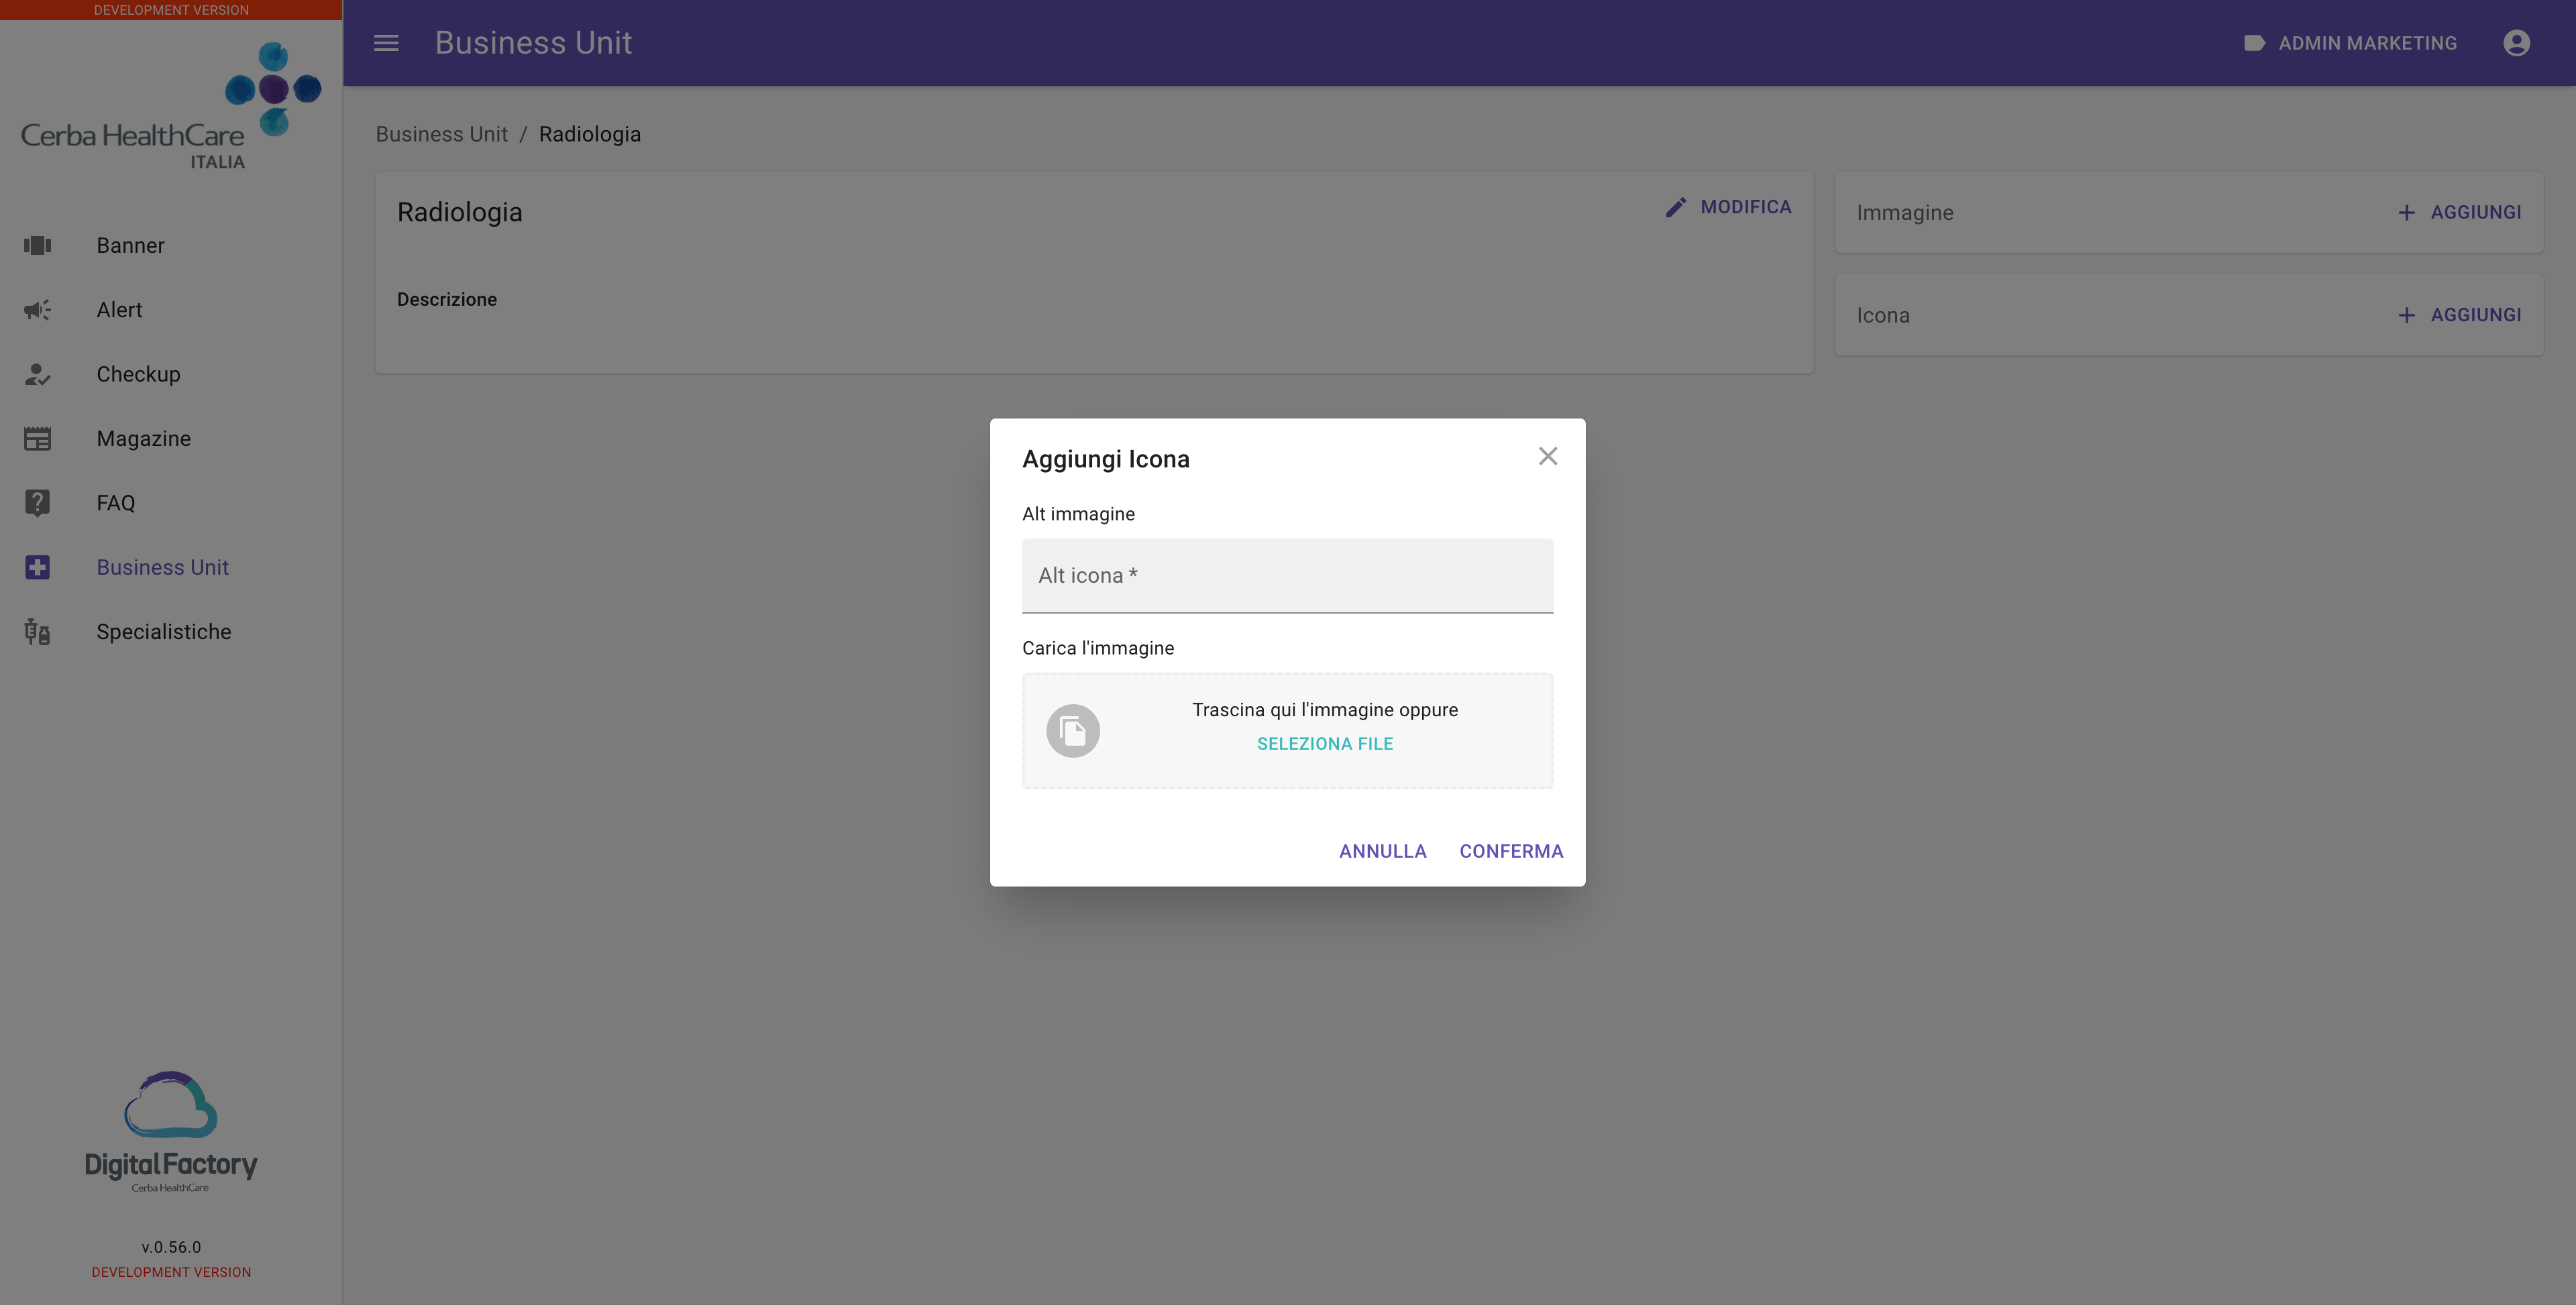 DEVELOPMENT VERSION
Cerba HealthCare
ITALIA
Banner
Alert
Checkup
Magazine
FAQ
Business Unit
Specialistiche
DigitalFactory
Cerba HealthCare
v.0.56.0
DEVELOPMENT VERSION
Business Unit
ADMIN MARKETING
Business Unit / Radiologia
Radiologia
MODIFICA
Descrizione
Immagine
AGGIUNGI
Icona
AGGIUNGI
Aggiungi Icona
Alt immagine
Alt icona *
Carica l'immagine
Trascina qui l'immagine oppure
SELEZIONA FILE
ANNULLA CONFERMA